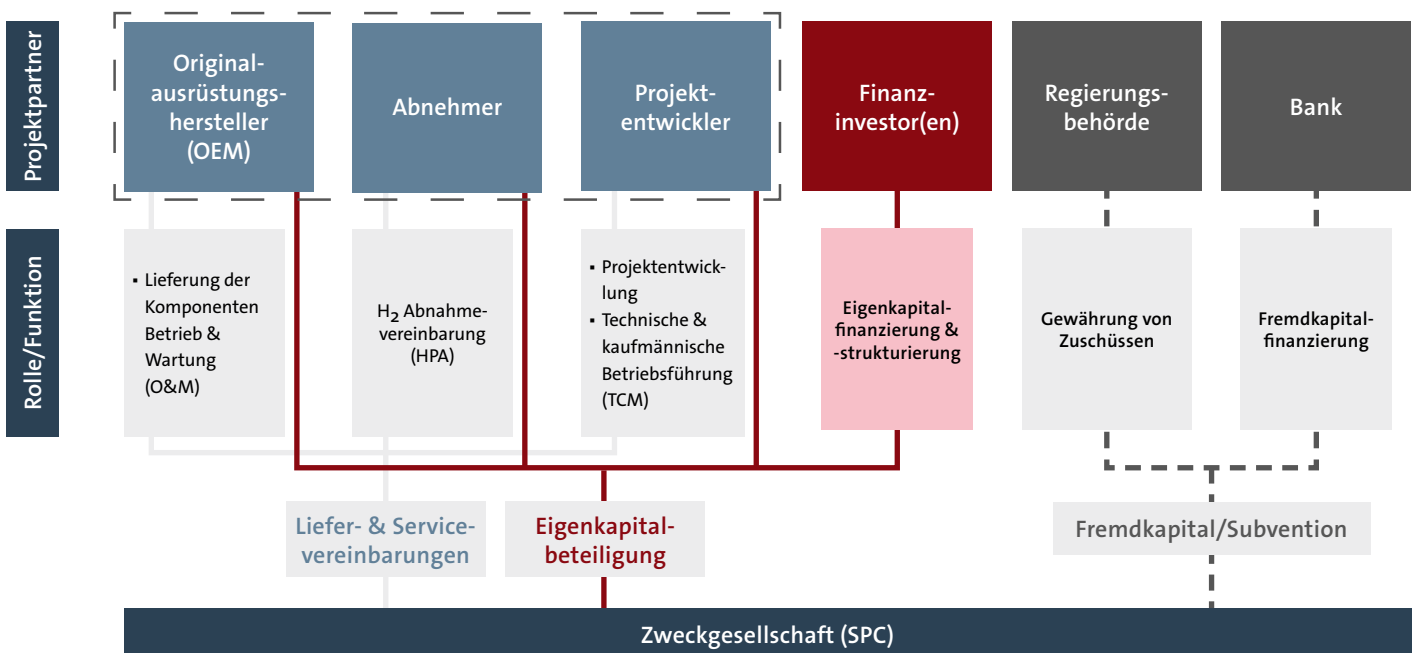 Projektpartner
Original-
ausrüstungs-
hersteller
(OEM)
Abnehmer
Projekt-
entwickler
Finanz-
investor(en)
Regierungs-
behörde
Bank
Rolle/Funktion
▪ Lieferung der
Komponenten
Betrieb &
Wartung
(O&M)
H₂ Abnahme-
vereinbarung
(HPA)
▪ Projektentwick-
lung
▪ Technische &
kaufmännische
Betriebsführung
(TCM)
Eigenkapital-
finanzierung &
-strukturierung
Gewährung von
Zuschüssen
Fremdkapital-
finanzierung
Liefer- & Service-
vereinbarungen
Eigenkapital-
beteiligung
Fremdkapital/Subvention
Zweckgesellschaft (SPC)